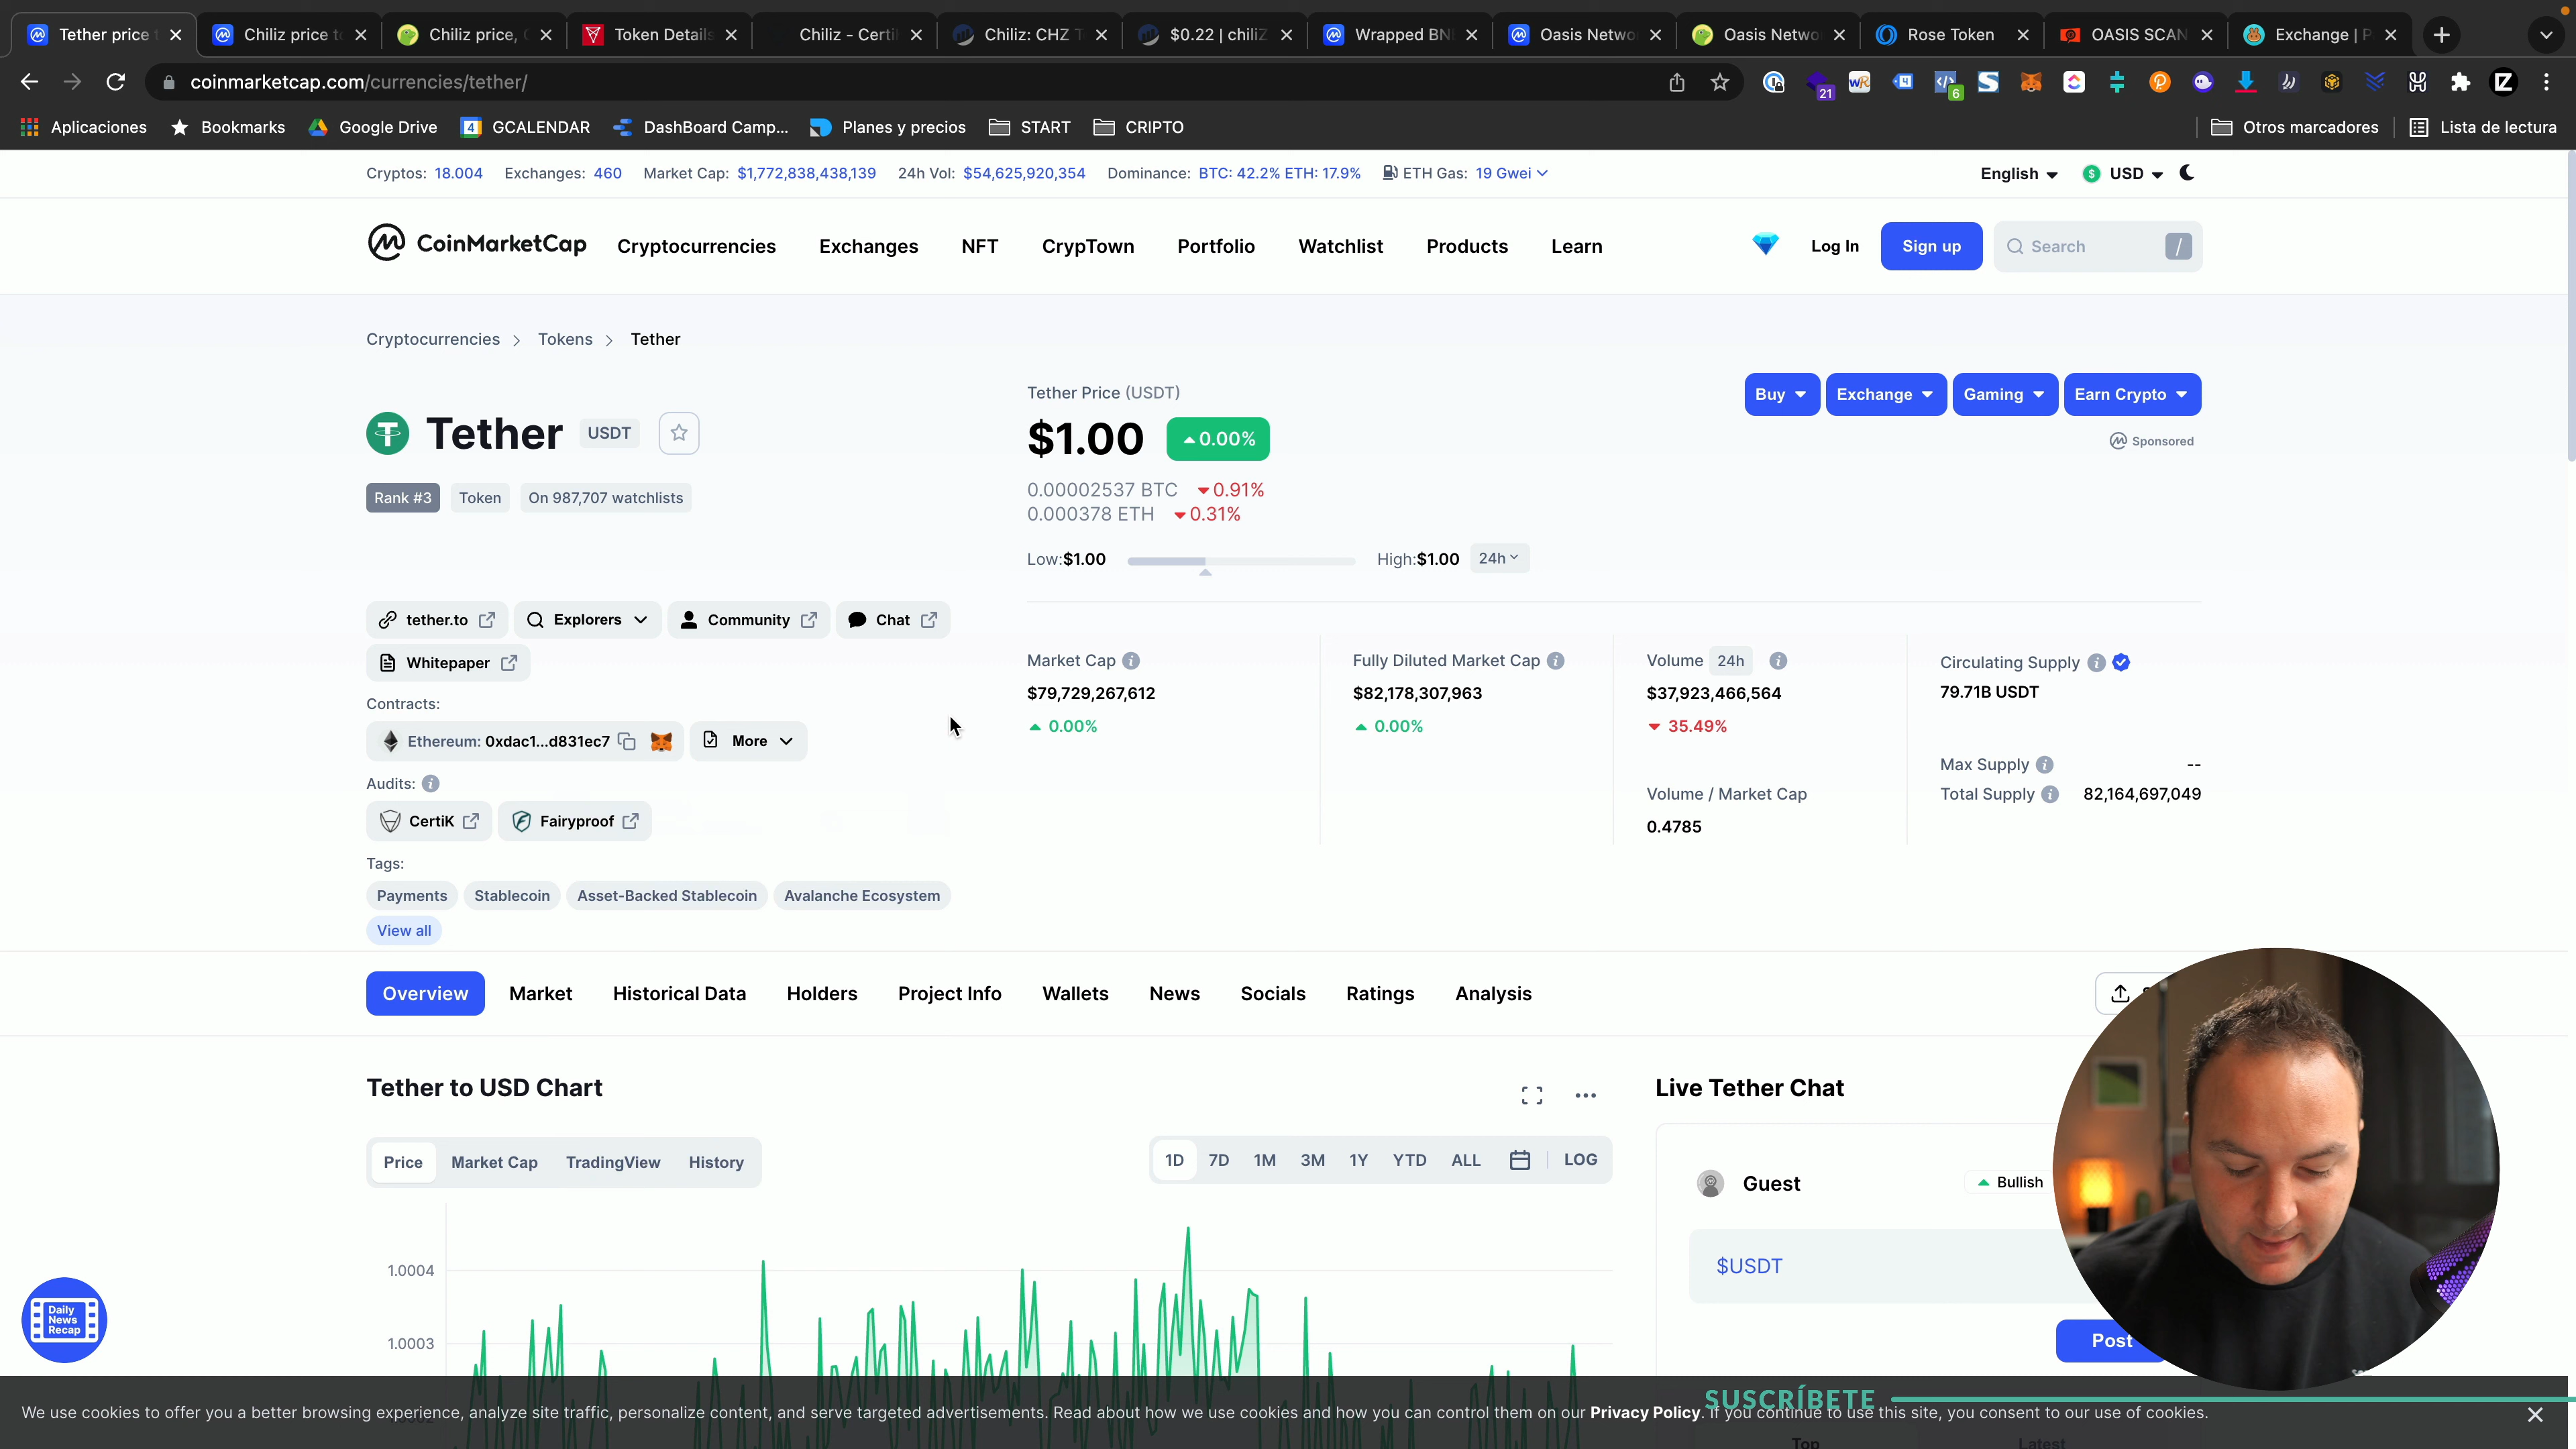 Tether price t
Chiliz price to
Chiliz price,
Token Details
Chiliz - Certi
Chiliz: CHZ T
$0.22 | chiliZ
Wrapped BN
Oasis Netwo
Oasis Netwo
Rose Token
OASIS SCAN
Exchange | P
coinmarketcap.com/currencies/tether/
21
6
Aplicaciones Bookmarks Google Drive GCALENDAR DashBoard Camp... Planes y precios START CRIPTO Otros marcadores Lista de lectura
Cryptos: 18.004 Exchanges: 460 Market Cap: $1,772,838,438,139 24h Vol: $54,625,920,354 Dominance: BTC: 42.2% ETH: 17.9% ETH Gas: 19 Gwei English USD
CoinMarketCap Cryptocurrencies Exchanges NFT CrypTown Portfolio Watchlist Products Learn Log In Sign up Search /
Cryptocurrencies > Tokens > Tether
Tether USDT
Rank #3 Token On 987,707 watchlists
tether.to Explorers Community Chat
Whitepaper
Contracts:
Ethereum: 0xdac1...d831ec7 More
Audits:
CertiK Fairyproof
Tags:
Payments Stablecoin Asset-Backed Stablecoin Avalanche Ecosystem
View all
Tether Price (USDT)
$1.00 0.00%
0.00002537 BTC 0.91%
0.000378 ETH 0.31%
Low:$1.00 High:$1.00 24h
Buy Exchange Gaming Earn Crypto
Sponsored
Market Cap
$79,729,267,612
0.00%
Fully Diluted Market Cap
$82,178,307,963
0.00%
Volume 24h
$37,923,466,564
35.49%
Volume / Market Cap
0.4785
Circulating Supply
79.71B USDT
Max Supply --
Total Supply 82,164,697,049
Overview Market Historical Data Holders Project Info Wallets News Socials Ratings Analysis
Tether to USD Chart
Price Market Cap TradingView History
1D 7D 1M 3M 1Y YTD ALL LOG
1.0004
1.0003
Live Tether Chat
Guest Bullish
$USDT
Post
Daily
News
Recap
SUSCRÍBETE
We use cookies to offer you a better browsing experience, analyze site traffic, personalize content, and serve targeted advertisements. Read about how we use cookies and how you can control them on our Privacy Policy. If you continue to use this site, you consent to our use of cookies.
Top Latest